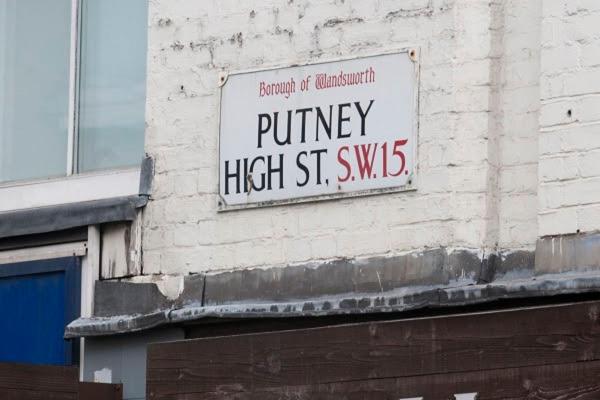 Borough of Wandsworth
PUTNEY
HIGH ST. S.W.15.